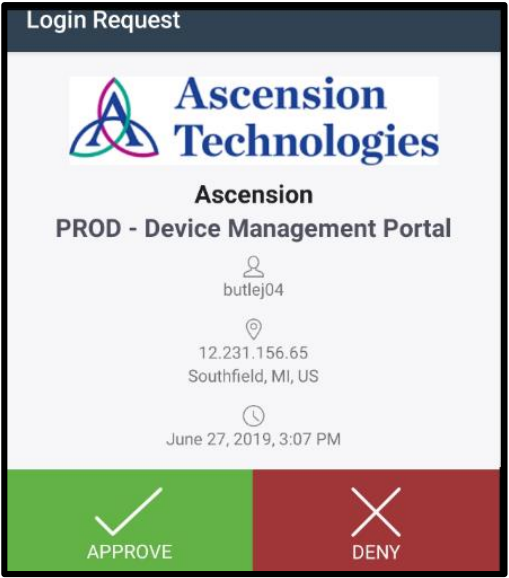 Login Request
Ascension
Technologies
Ascension
PROD - Device Management Portal
butlej04
12.231.156.65
Southfield, MI, US
June 27, 2019, 3:07 PM
APPROVE
DENY